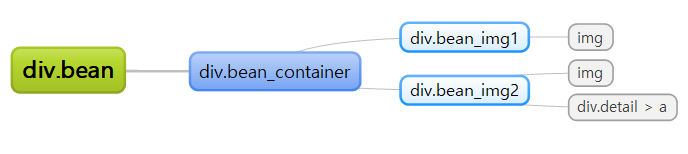 div.bean
div.bean_container
div.bean_img1
img
div.bean_img2
img
div.detail > a